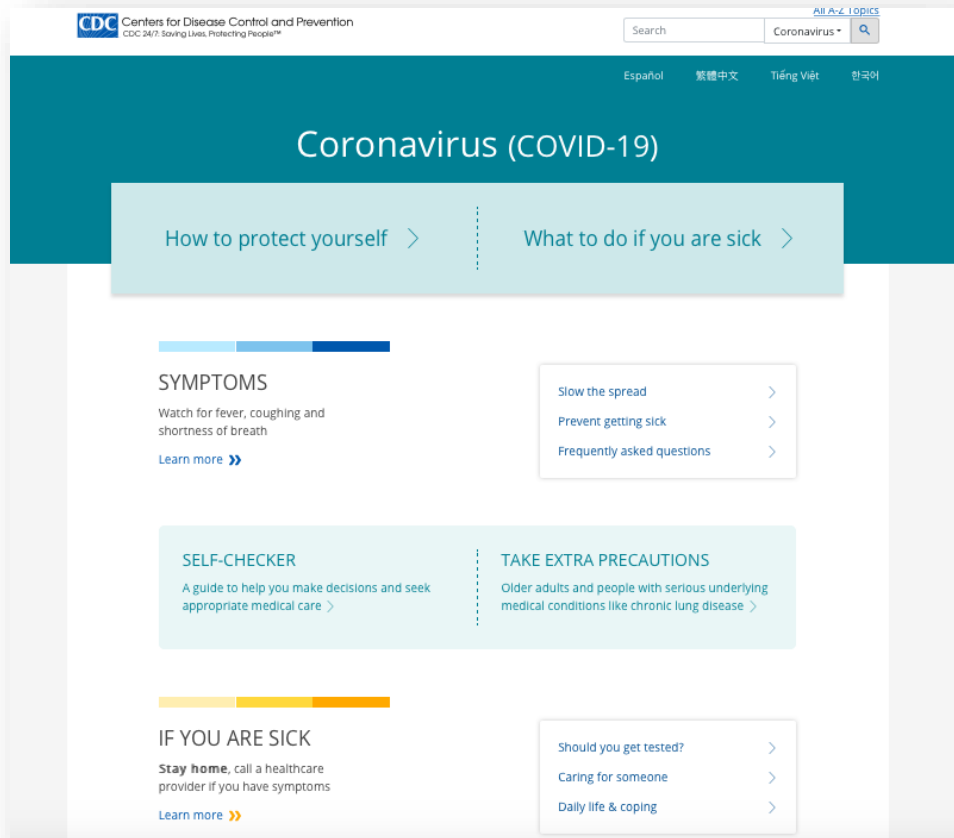 All A-Z Topics
CDC Centers for Disease Control and Prevention
CDC 24/7: Saving Lives, Protecting People™
Search
Coronavirus
Español 繁體中文 Tiếng Việt 한국어
Coronavirus (COVID-19)
How to protect yourself
What to do if you are sick
SYMPTOMS
Watch for fever, coughing and
shortness of breath
Learn more
Slow the spread
Prevent getting sick
Frequently asked questions
SELF-CHECKER
A guide to help you make decisions and seek
appropriate medical care
TAKE EXTRA PRECAUTIONS
Older adults and people with serious underlying
medical conditions like chronic lung disease
IF YOU ARE SICK
Stay home, call a healthcare
provider if you have symptoms
Learn more
Should you get tested?
Caring for someone
Daily life & coping